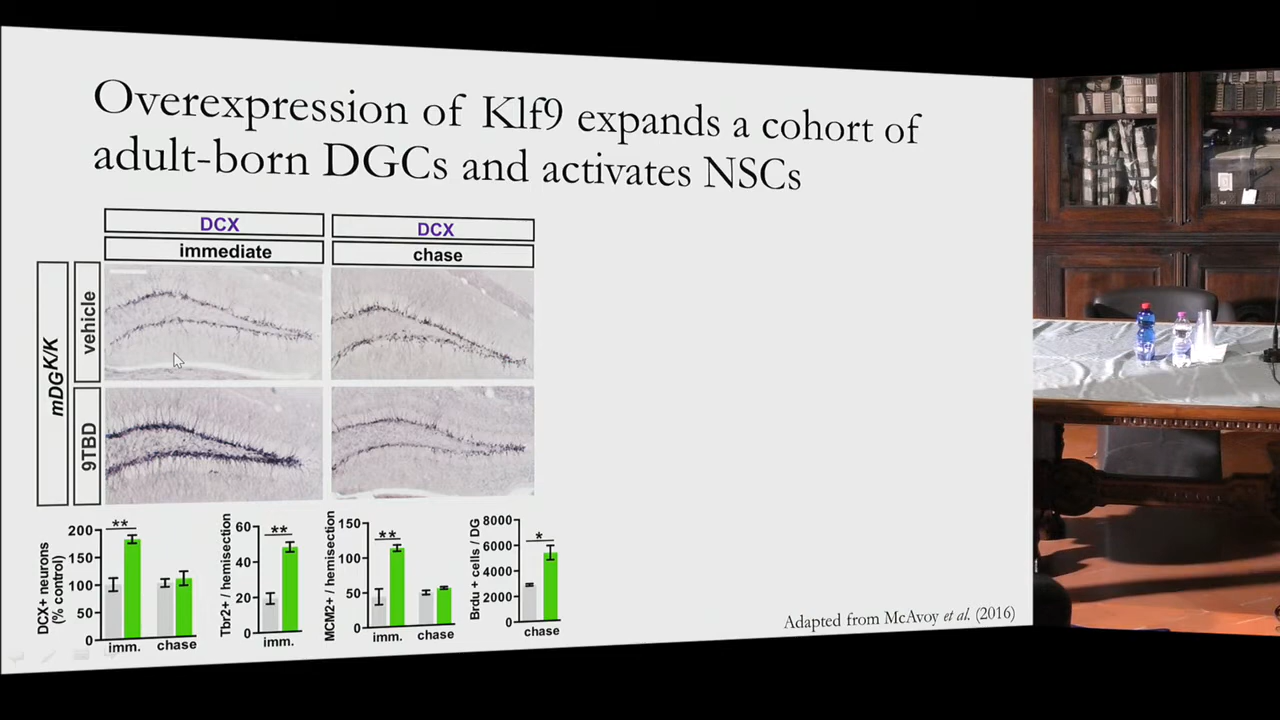 Overexpression of Klf9 expands a cohort of
adult-born DGCs and activates NSCs
DCX
DCX
immediate
chase
mDGK/K
vehicle
9TBD
DCX+ neurons
(% control)
200
150
100
50
0
**
imm.
chase
Tbr2+ / hemisection
60
40
20
0
**
imm.
MCM2+ / hemisection
150
100
50
0
**
imm.
chase
Brdu + cells / DG
8000
6000
4000
2000
0
*
chase
Adapted from McAvoy et al. (2016)